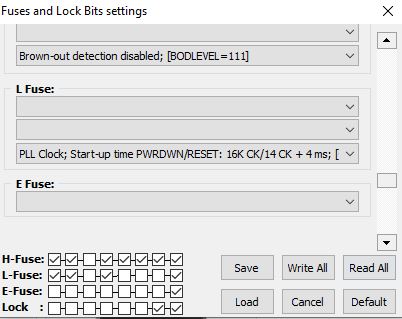 Fuses and Lock Bits settings
Brown-out detection disabled; [BODLEVEL=111]
L Fuse:
PLL Clock; Start-up time PWRDWN/RESET: 16K CK/14 CK + 4 ms; [
E Fuse:
H-Fuse:
L-Fuse:
E-Fuse:
Lock :
Save Write All Read All
Load Cancel Default